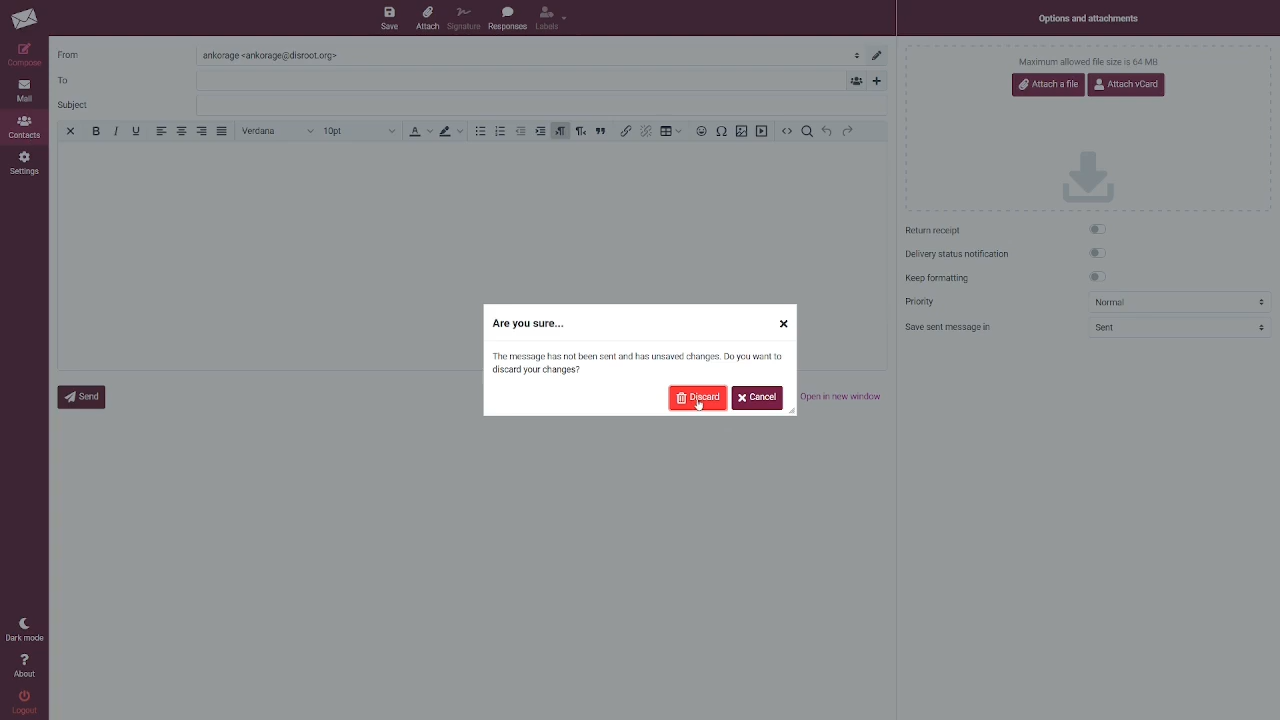 Save
Attach
Signature
Responses
Labels
Options and attachments
Compose
Mail
Contacts
Settings
Dark mode
About
Logout
From
ankorage <ankorage@disroot.org>
To
Subject
Verdana
10pt
Send
Open in new window
Are you sure...
The message has not been sent and has unsaved changes. Do you want to
discard your changes?
Discard
Cancel
Maximum allowed file size is 64 MB
Attach a file
Attach vCard
Return receipt
Delivery status notification
Keep formatting
Priority
Normal
Save sent message in
Sent